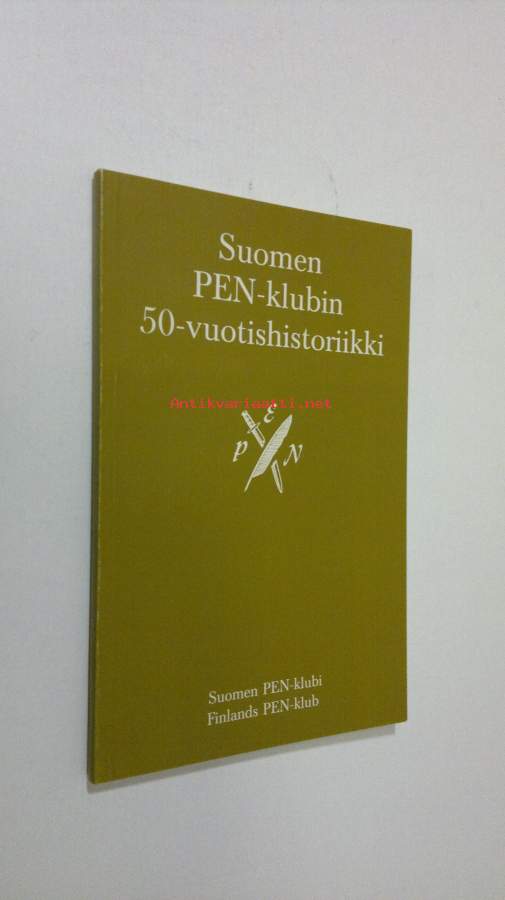 Suomen
PEN-klubin
50-vuotishistoriikki
Antikvariaatti.net
E
P N
Suomen PEN-klubi
Finlands PEN-klub